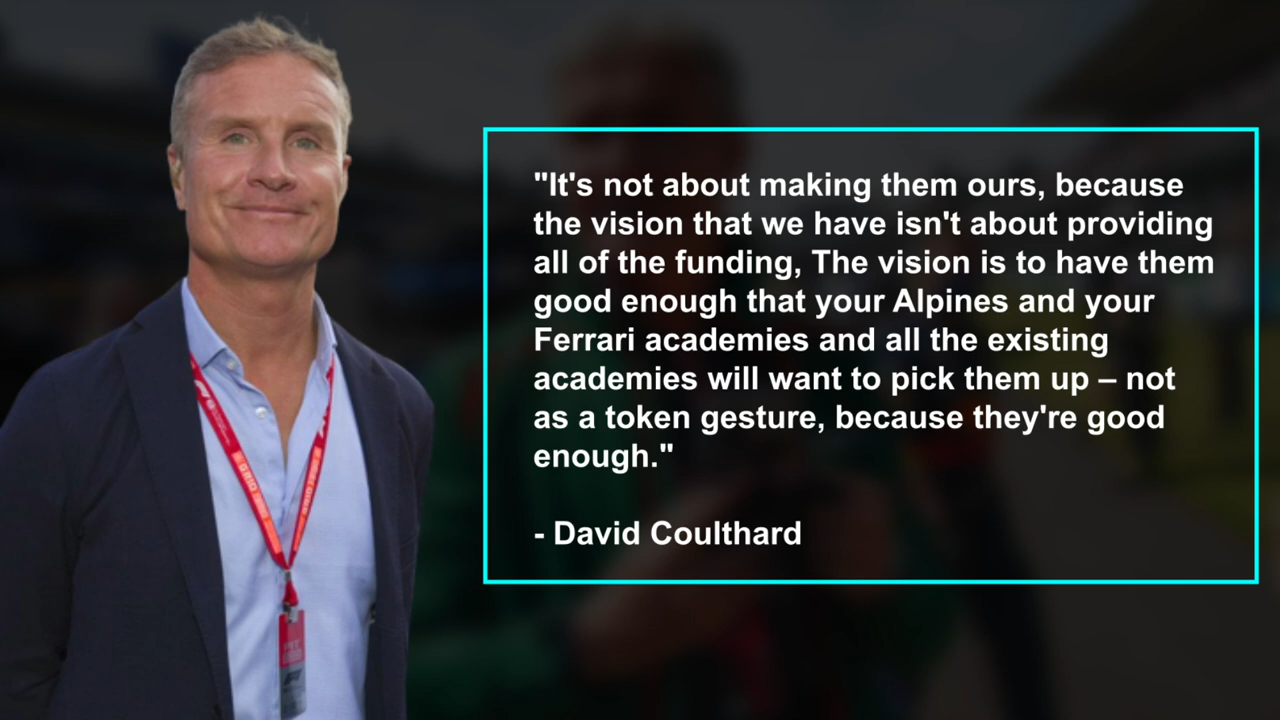 "It's not about making them ours, because
the vision that we have isn't about providing
all of the funding, The vision is to have them
good enough that your Alpines and your
Ferrari academies and all the existing
academies will want to pick them up – not
as a token gesture, because they're good
enough."
- David Coulthard